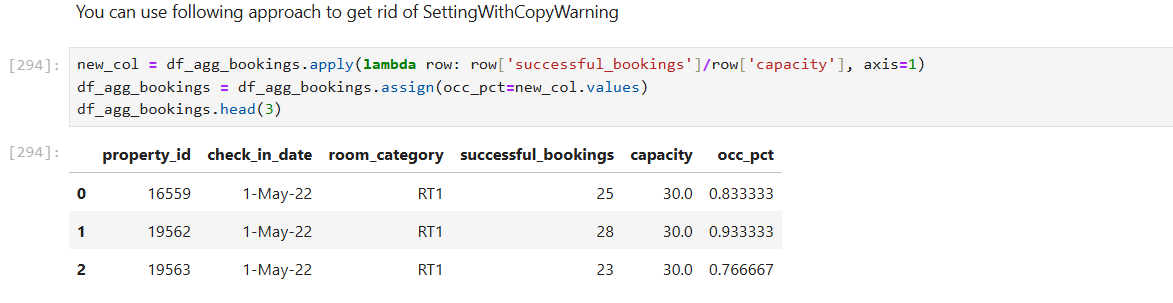 You can use following approach to get rid of SettingWithCopyWarning
[294]: new_col = df_agg_bookings.apply(lambda row: row['successful_bookings']/row['capacity'], axis=1)
df_agg_bookings = df_agg_bookings.assign(occ_pct=new_col.values)
df_agg_bookings.head(3)
[294]: property_id check_in_date room_category successful_bookings capacity occ_pct
0 16559 1-May-22 RT1 25 30.0 0.833333
1 19562 1-May-22 RT1 28 30.0 0.933333
2 19563 1-May-22 RT1 23 30.0 0.766667